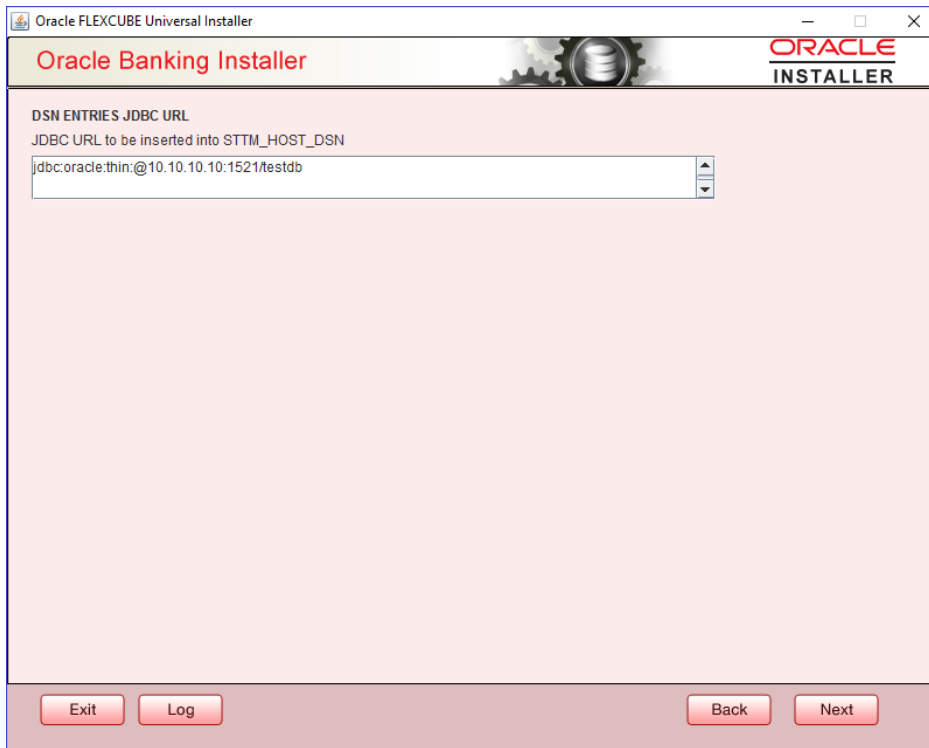 Oracle FLEXCUBE Universal Installer
Oracle Banking Installer
ORACLE
INSTALLER
DSN ENTRIES JDBC URL
JDBC URL to be inserted into STTM_HOST_DSN
jdbc:oracle:thin:@10.10.10.10:1521/testdb
Exit Log Back Next